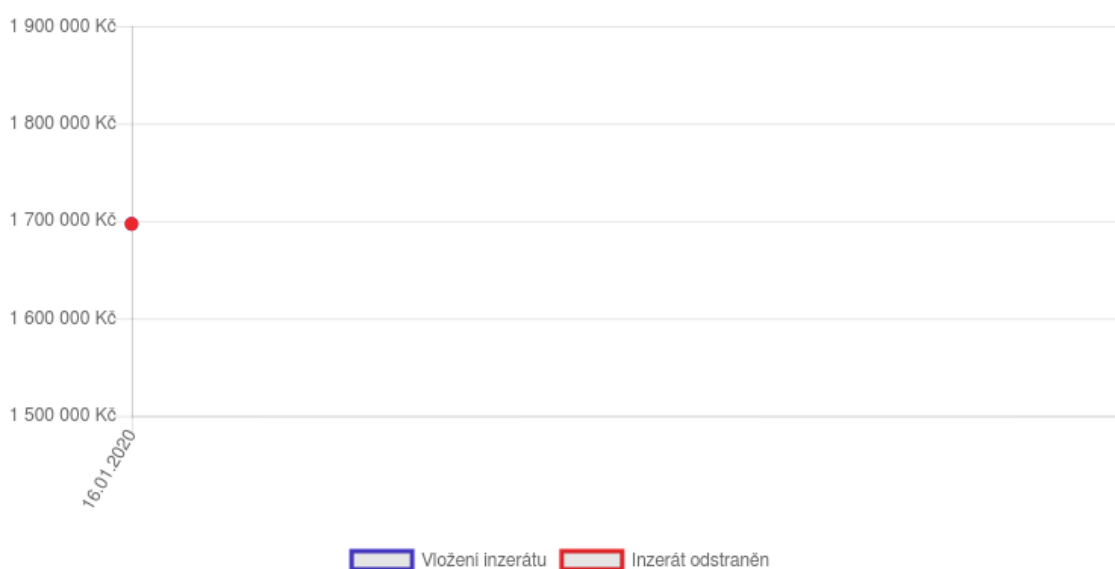 1 900 000 Kč
1 800 000 Kč
1 700 000 Kč
1 600 000 Kč
1 500 000 Kč
16.01.2020
Vložení inzerátu Inzerát odstraněn